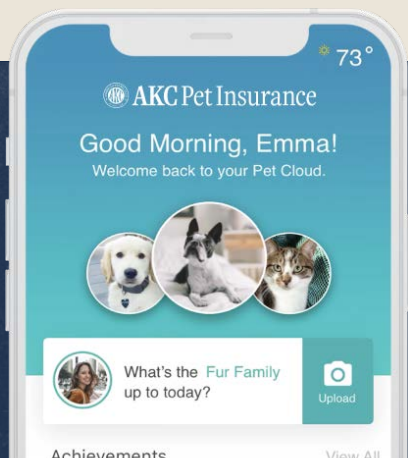 73°
AKC Pet Insurance
Good Morning, Emma!
Welcome back to your Pet Cloud.
What's the Fur Family
up to today?
Upload
Achievements
View All